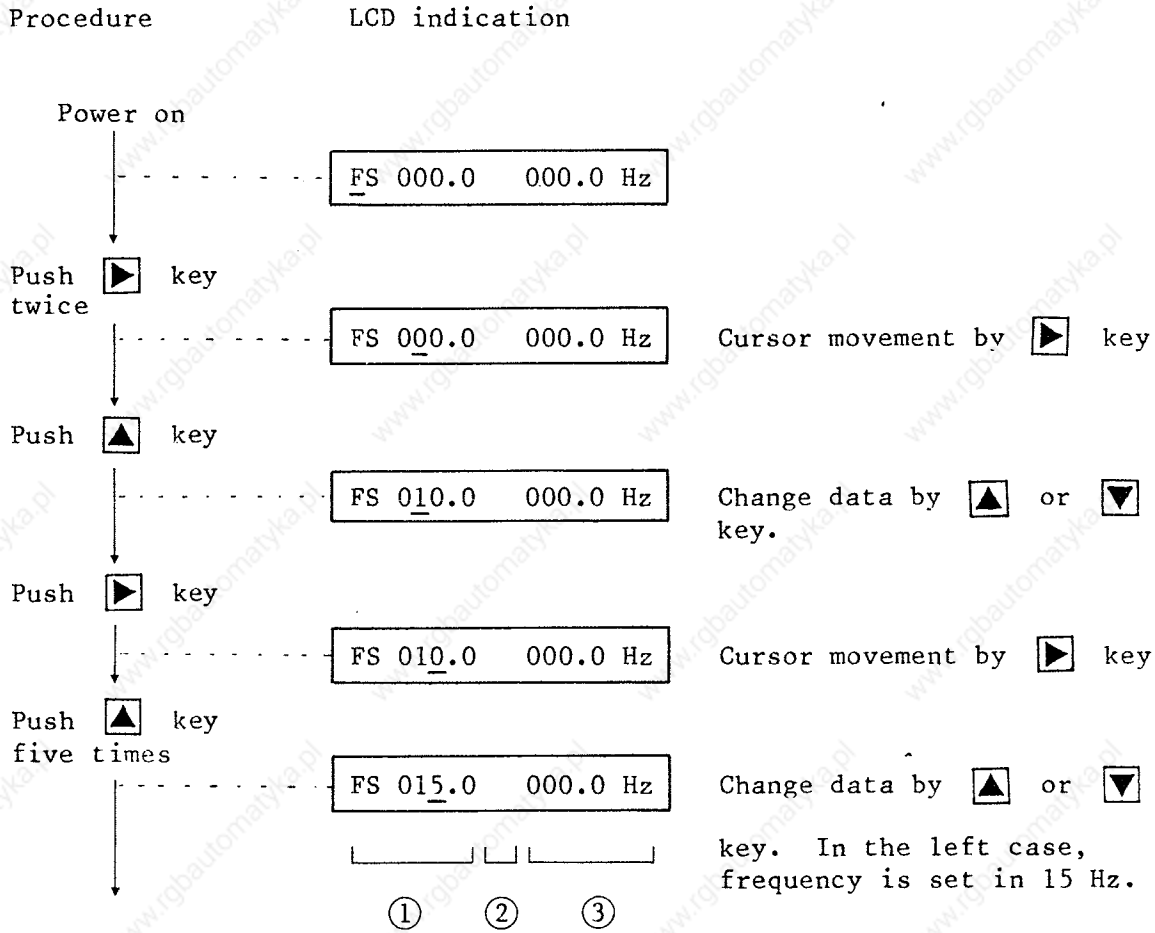 Procedure LCD indication
Power on
FS 000.0 000.0 Hz
Push ▶ key
twice
FS 000.0 000.0 Hz Cursor movement by ▶ key
Push ▲ key
FS 010.0 000.0 Hz Change data by ▲ or ▼
key.
Push ▶ key
FS 010.0 000.0 Hz Cursor movement by ▶ key
Push ▲ key
five times
FS 015.0 000.0 Hz Change data by ▲ or ▼
key. In the left case,
frequency is set in 15 Hz.
① ② ③
www.rgbautomatyka.pl